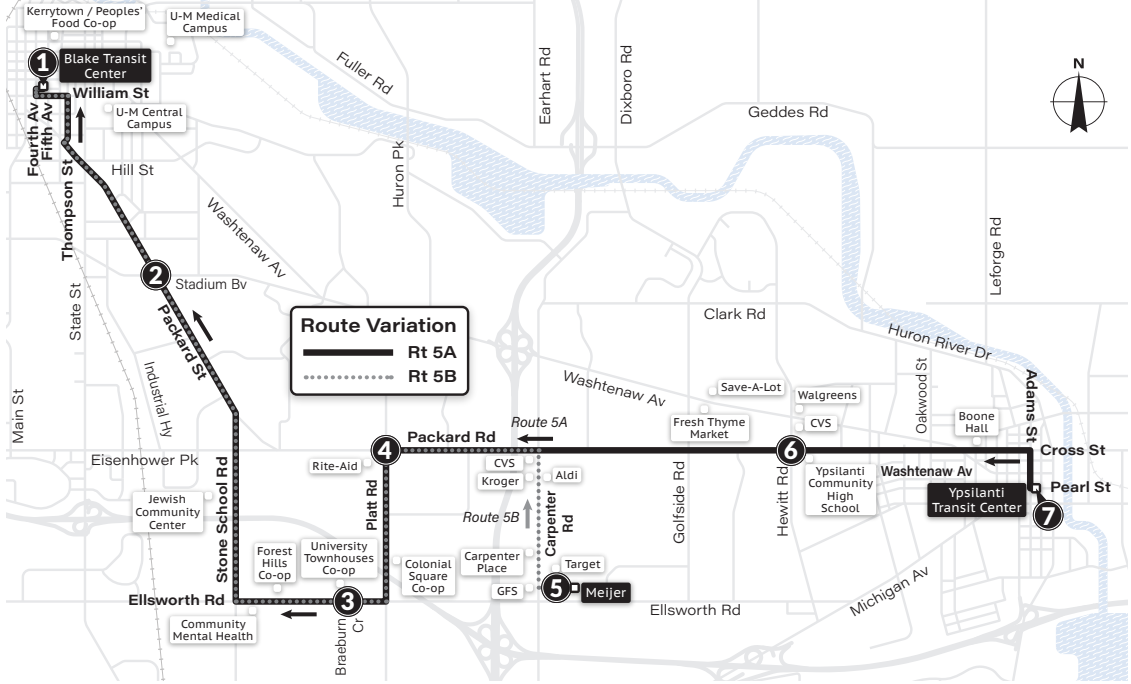 Kerrytown / Peoples'
Food Co-op
U-M Medical
Campus
1
Blake Transit
Center
William St
U-M Central
Campus
Fourth Av
Fifth Av
Thompson St
Hill St
Washtenaw Av
Fuller Rd
Huron Pk
Earhart Rd
Dixboro Rd
Geddes Rd
N
Leforge Rd
2
Stadium Bv
State St
Packard St
Industrial Hy
Main St
Route Variation
Rt 5A
Rt 5B
Clark Rd
Huron River Dr
Washtenaw Av
Save-A-Lot
Walgreens
Fresh Thyme
Market
CVS
Oakwood St
Boone
Hall
Adams St
Route 5A
4
Packard Rd
6
Cross St
Eisenhower Pk
Rite-Aid
CVS
Kroger
Aldi
Ypsilanti
Community
High
School
Washtenaw Av
Pearl St
Ypsilanti
Transit Center
7
Jewish
Community
Center
Stone School Rd
Platt Rd
Route 5B
Carpenter
Rd
Golfside Rd
Hewitt Rd
Forest
Hills
Co-op
University
Townhouses
Co-op
Colonial
Square
Co-op
Carpenter
Place
Target
GFS
5
Meijer
Ellsworth Rd
3
Ellsworth Rd
Michigan Av
Community
Mental Health
Braeburn
Cr